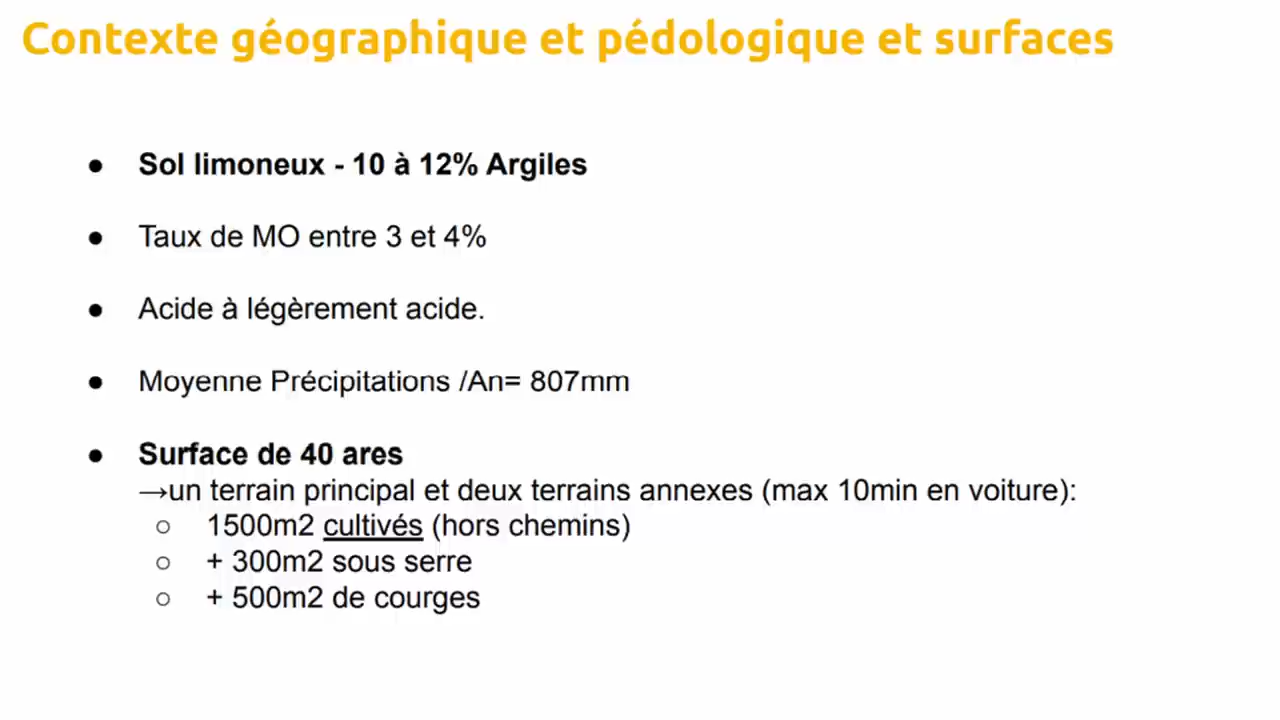 Contexte géographique et pédologique et surfaces
● Sol limoneux - 10 à 12% Argiles
● Taux de MO entre 3 et 4%
● Acide à légèrement acide.
● Moyenne Précipitations /An= 807mm
● Surface de 40 ares
→un terrain principal et deux terrains annexes (max 10min en voiture):
○ 1500m2 cultivés (hors chemins)
○ + 300m2 sous serre
○ + 500m2 de courges